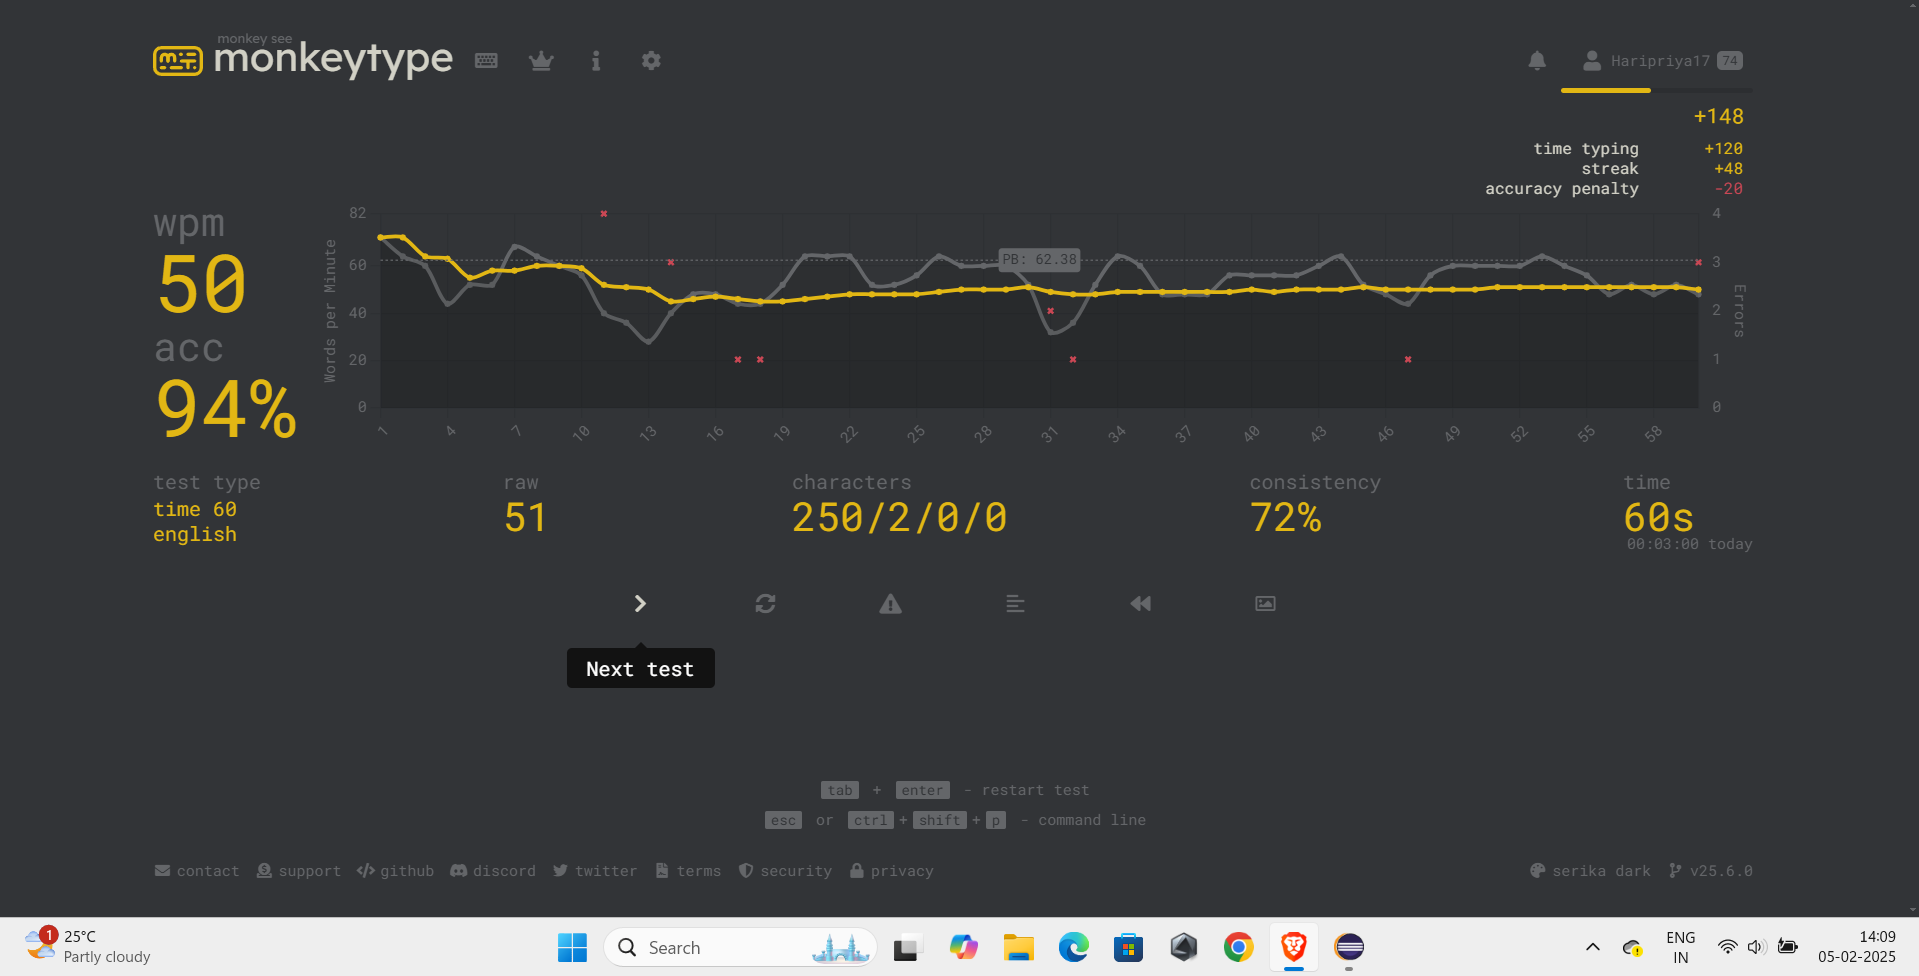 monkey see
monkeytype
Haripriya17 74
+148
time typing +120
streak +48
accuracy penalty -20
wpm
50
acc
94%
Words per Minute
82
60
40
20
0
PB: 62.38
4
3
2
1
0
Errors
1 4 7 10 13 16 19 22 25 28 31 34 37 40 43 46 49 52 55 58
test type
time 60
english
raw
51
characters
250/2/0/0
consistency
72%
time
60s
00:03:00 today
Next test
tab + enter - restart test
esc or ctrl + shift + p - command line
contact support github discord twitter terms security privacy
serika dark v25.6.0
1
25°C
Partly cloudy
Search
ENG
IN
14:09
05-02-2025